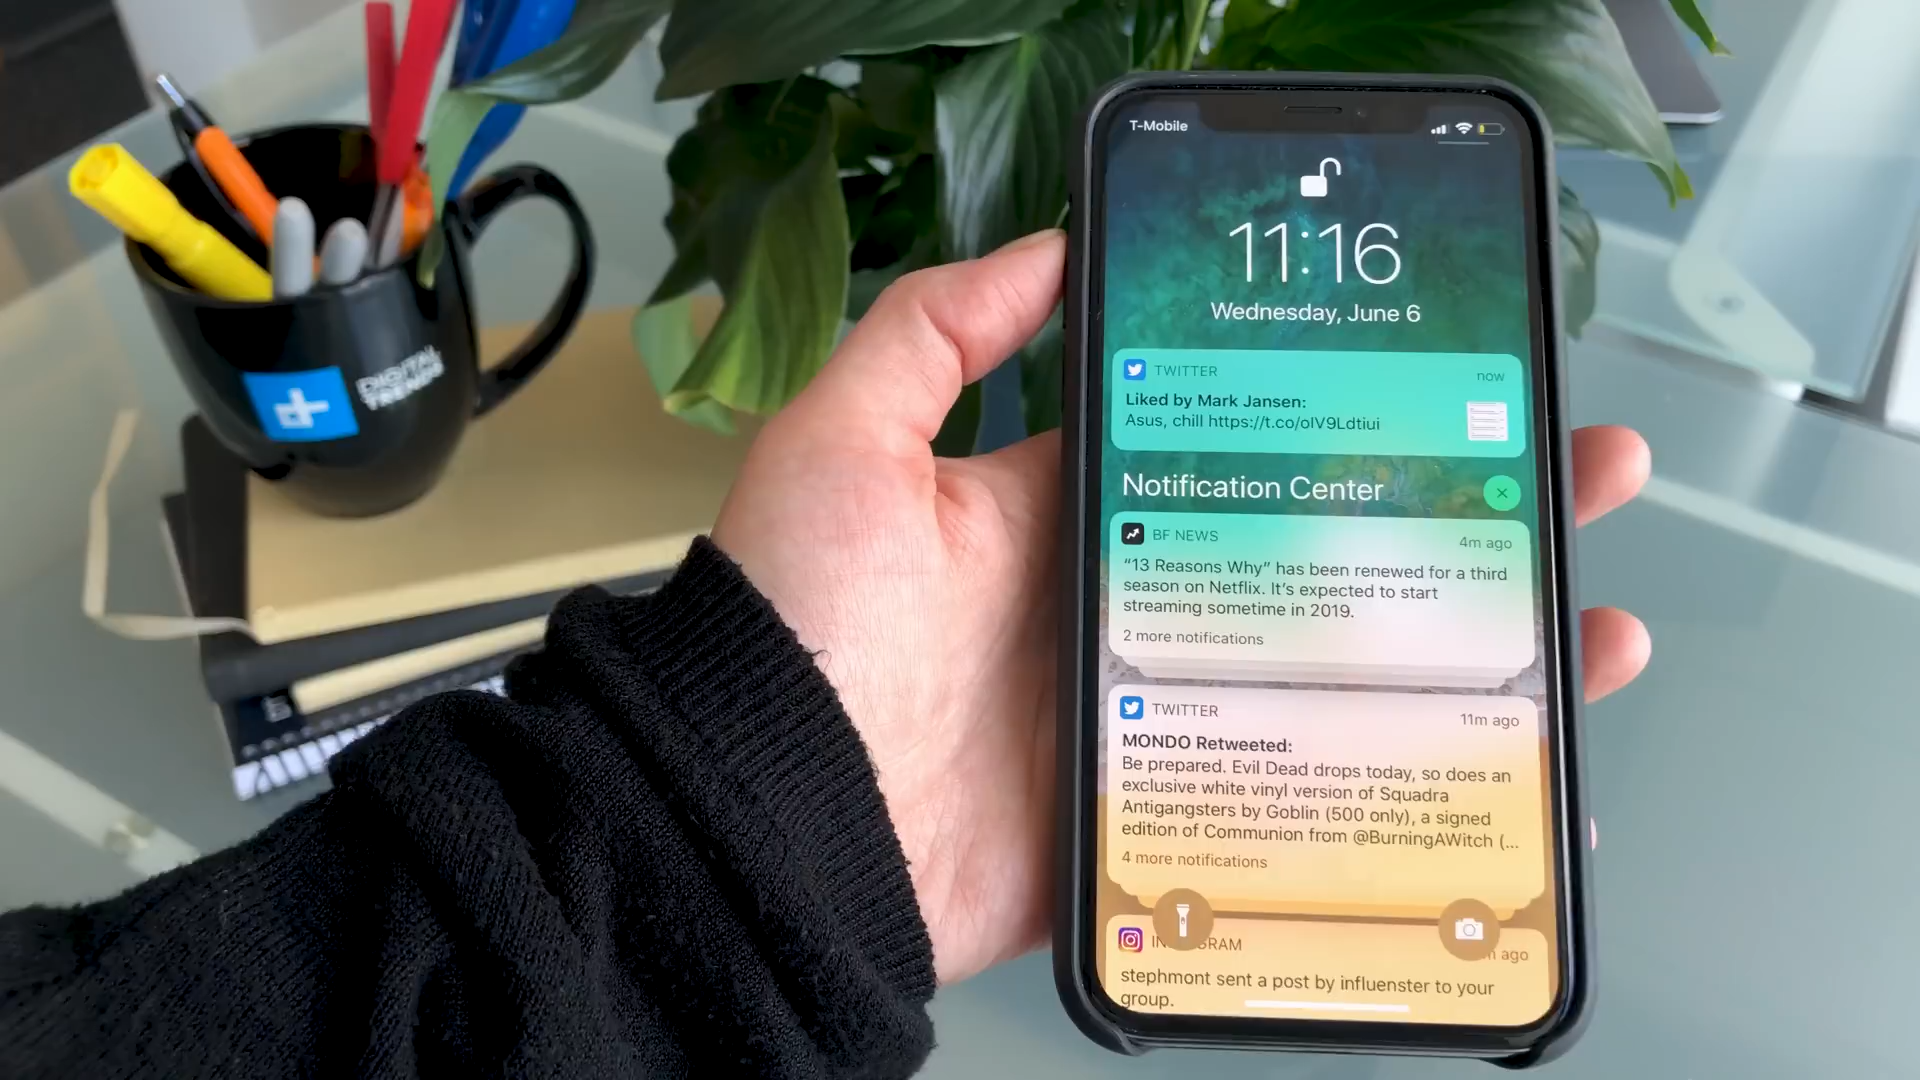 DIGITAL
TRENDS
T-Mobile
11:16
Wednesday, June 6
TWITTER
now
Liked by Mark Jansen:
Asus, chill https://t.co/oIV9Ldtiui
Notification Center
BF NEWS
4m ago
“13 Reasons Why” has been renewed for a third
season on Netflix. It’s expected to start
streaming sometime in 2019.
2 more notifications
TWITTER
11m ago
MONDO Retweeted:
Be prepared. Evil Dead drops today, so does an
exclusive white vinyl version of Squadra
Antigangsters by Goblin (500 only), a signed
edition of Communion from @BurningAWitch (...
4 more notifications
ago
stephmont sent a post by influenster to your
group.